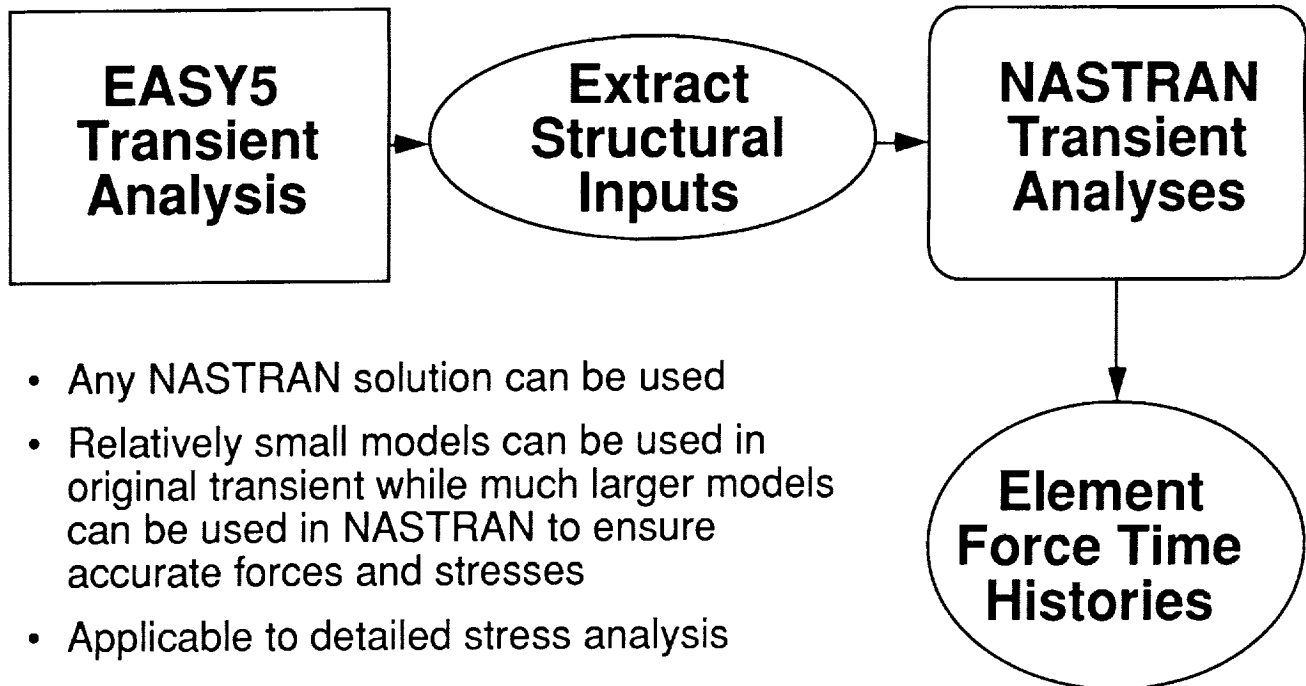 EASY5
Transient
Analysis
Extract
Structural
Inputs
NASTRAN
Transient
Analyses
• Any NASTRAN solution can be used
• Relatively small models can be used in
original transient while much larger models
can be used in NASTRAN to ensure
accurate forces and stresses
• Applicable to detailed stress analysis
Element
Force Time
Histories